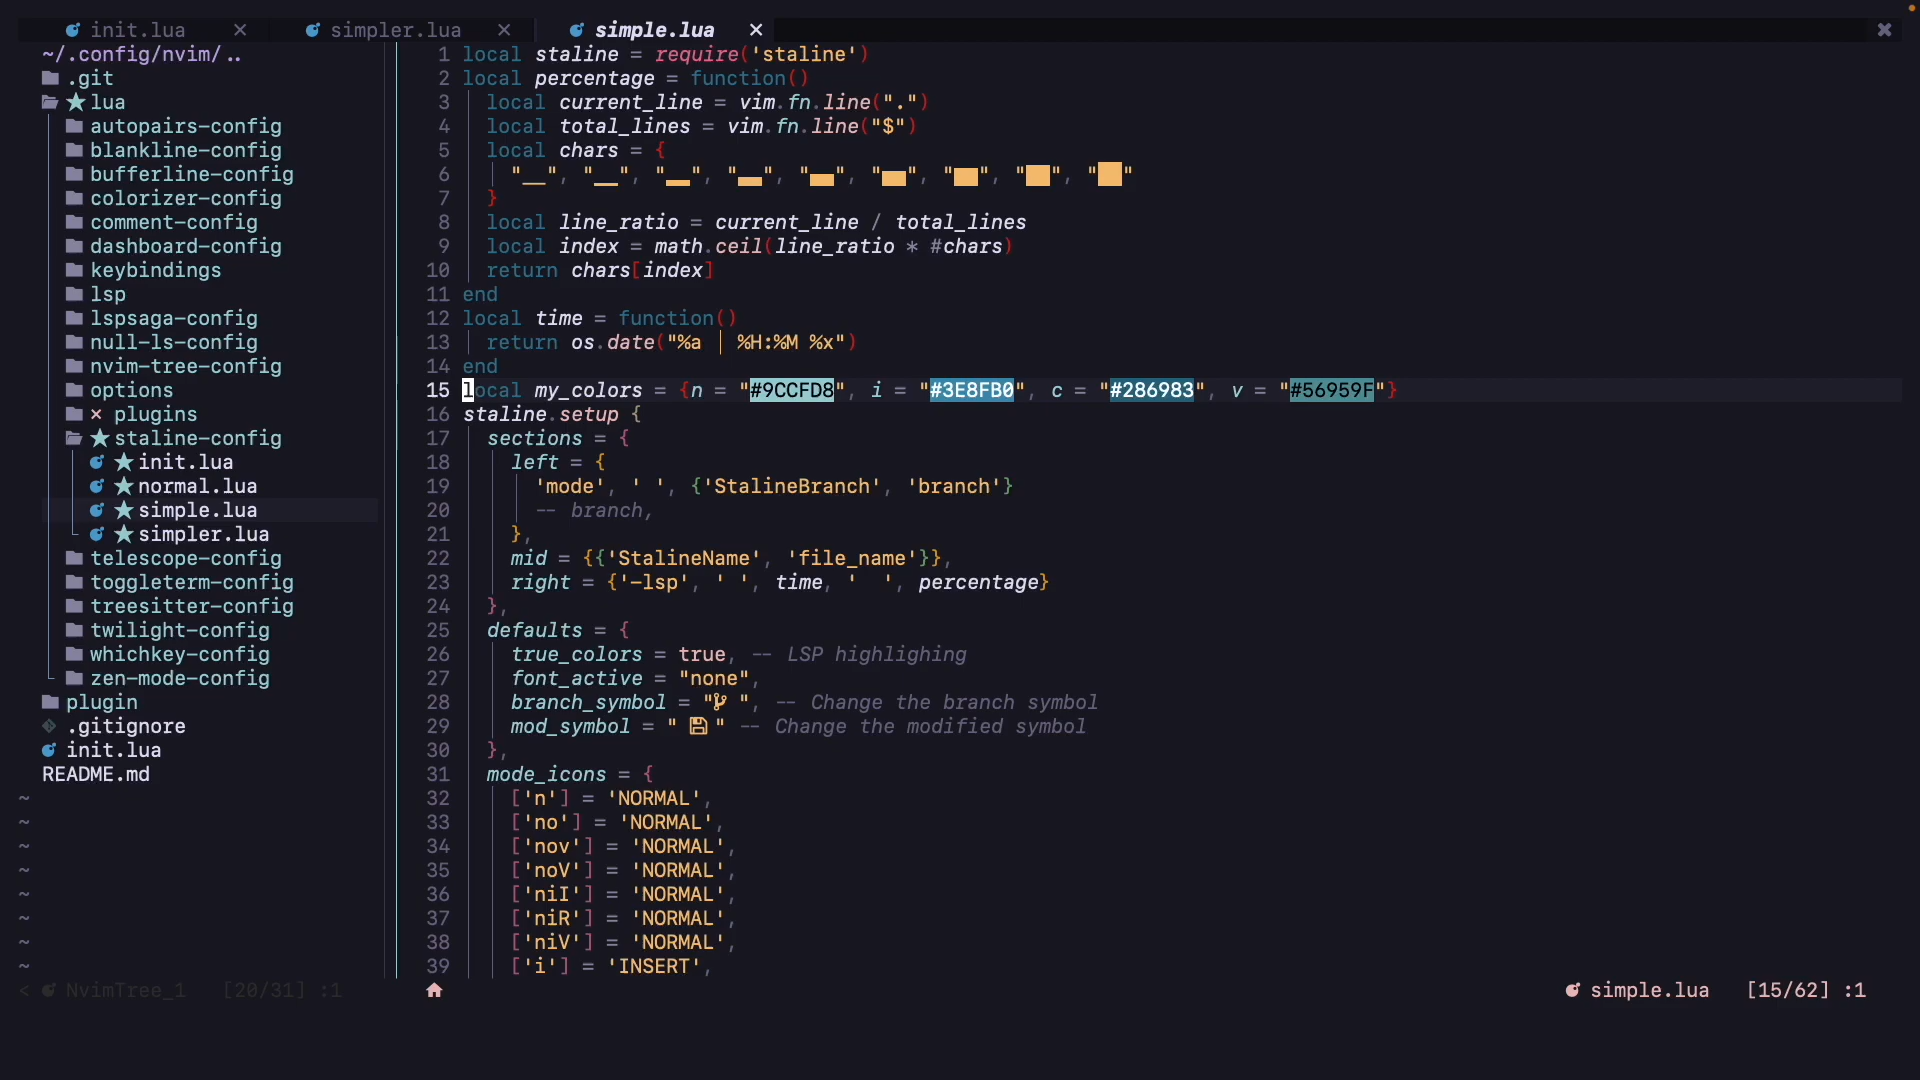 init.lua ✕ simpler.lua ✕ simple.lua ✕ ✖
~/.config/nvim/..
.git
★ lua
autopairs-config
blankline-config
bufferline-config
colorizer-config
comment-config
dashboard-config
keybindings
lsp
lspsaga-config
null-ls-config
nvim-tree-config
options
✕ plugins
★ staline-config
★ init.lua
★ normal.lua
★ simple.lua
★ simpler.lua
telescope-config
toggleterm-config
treesitter-config
twilight-config
whichkey-config
zen-mode-config
plugin
.gitignore
init.lua
README.md
~
~
~
~
~
~
~
~
1 local staline = require('staline')
2 local percentage = function()
3 local current_line = vim.fn.line(".")
4 local total_lines = vim.fn.line("$")
5 local chars = {
6 "__", "▁▁", "▂▂", "▃▃", "▄▄", "▅▅", "▆▆", "▇▇", "██"
7 }
8 local line_ratio = current_line / total_lines
9 local index = math.ceil(line_ratio * #chars)
10 return chars[index]
11 end
12 local time = function()
13 return os.date("%a │ %H:%M %x")
14 end
15 local my_colors = {n = "#9CCFD8", i = "#3E8FB0", c = "#286983", v = "#56959F"}
16 staline.setup {
17 sections = {
18 left = {
19 'mode', ' ', {'StalineBranch', 'branch'}
20 -- branch,
21 },
22 mid = {{'StalineName', 'file_name'}},
23 right = {'-lsp', ' ', time, '  ', percentage}
24 },
25 defaults = {
26 true_colors = true, -- LSP highlighing
27 font_active = "none",
28 branch_symbol = " ", -- Change the branch symbol
29 mod_symbol = "  " -- Change the modified symbol
30 },
31 mode_icons = {
32 ['n'] = 'NORMAL',
33 ['no'] = 'NORMAL',
34 ['nov'] = 'NORMAL',
35 ['noV'] = 'NORMAL',
36 ['niI'] = 'NORMAL',
37 ['niR'] = 'NORMAL',
38 ['niV'] = 'NORMAL',
39 ['i'] = 'INSERT',
< NvimTree_1 [20/31] :1 simple.lua [15/62] :1